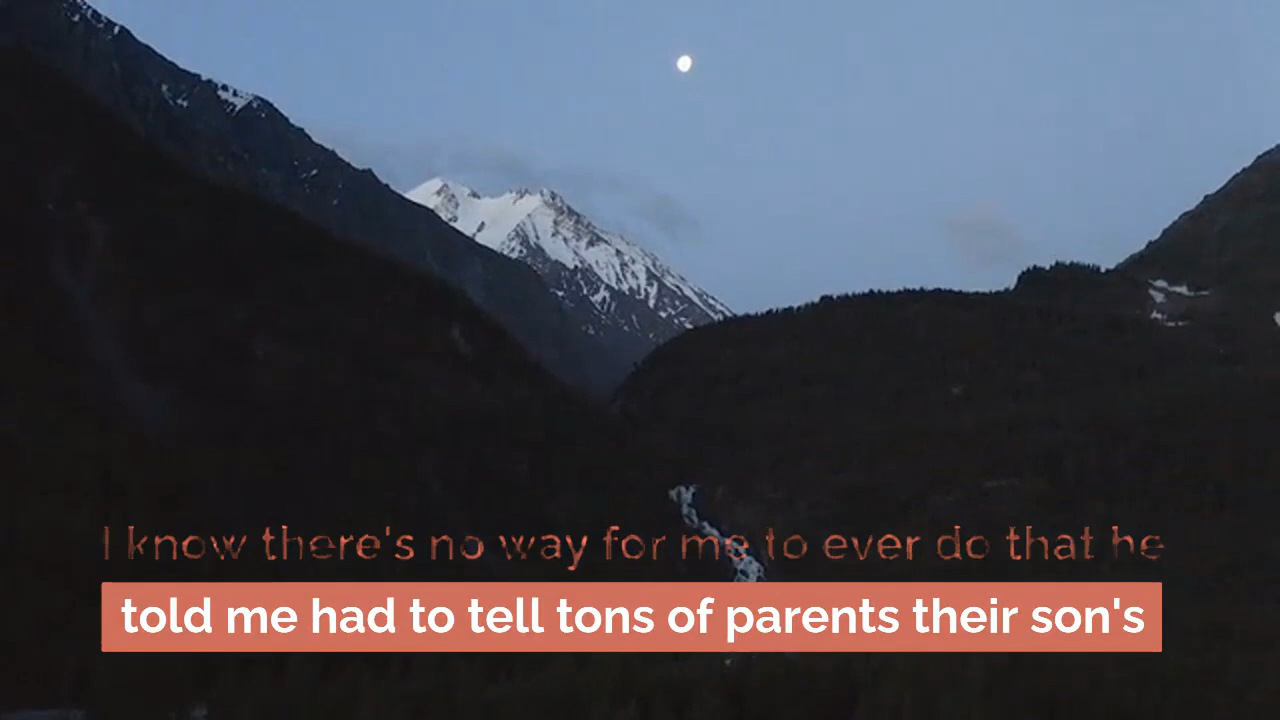 I know there's no way for me to ever do that he
told me had to tell tons of parents their son's